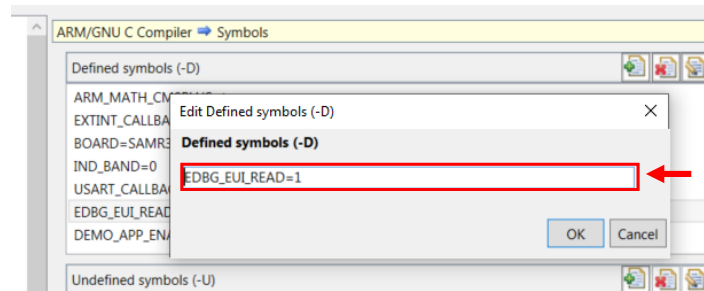 ARM/GNU C Compiler ➡ Symbols
Defined symbols (-D)
ARM_MATH_CM
EXTINT_CALLBA
BOARD=SAMR3
IND_BAND=0
USART_CALLBA
EDBG_EUI_READ
DEMO_APP_ENA
Edit Defined symbols (-D)
Defined symbols (-D)
EDBG_EUI_READ=1
OK Cancel
Undefined symbols (-U)